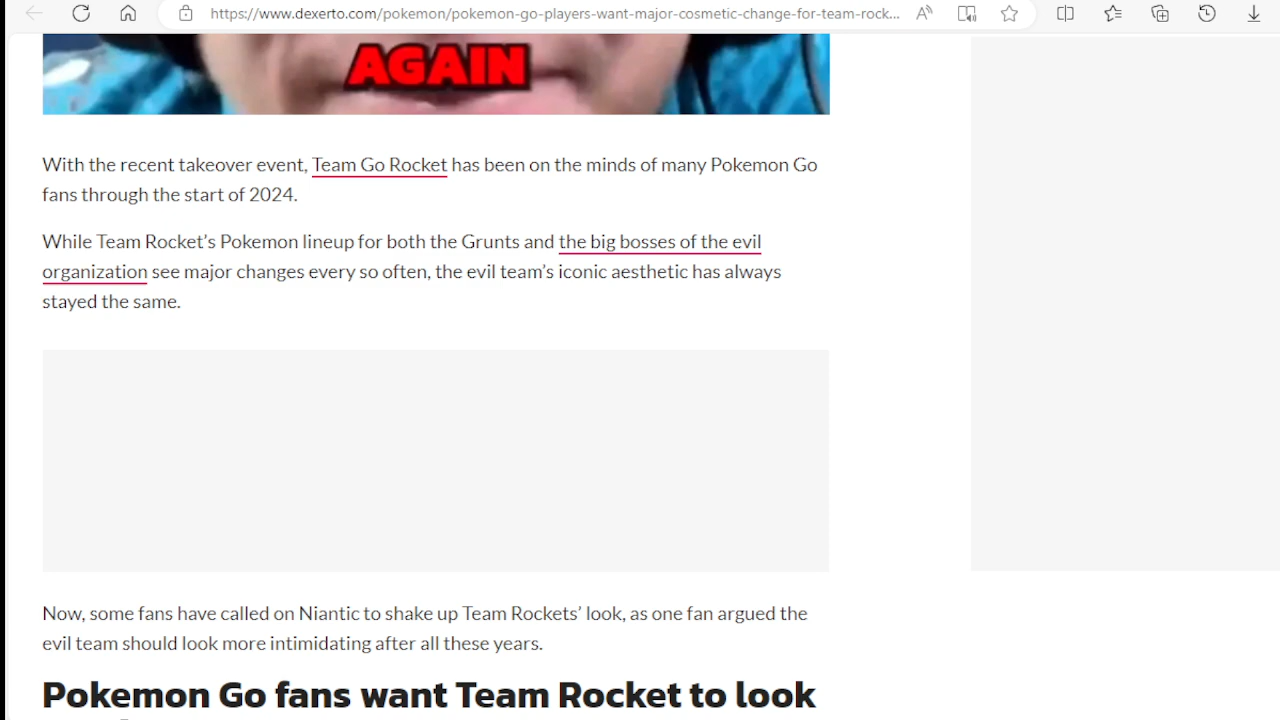 https://www.dexerto.com/pokemon/pokemon-go-players-want-major-cosmetic-change-for-team-rock...
AGAIN
With the recent takeover event, Team Go Rocket has been on the minds of many Pokemon Go
fans through the start of 2024.
While Team Rocket’s Pokemon lineup for both the Grunts and the big bosses of the evil
organization see major changes every so often, the evil team’s iconic aesthetic has always
stayed the same.
Now, some fans have called on Niantic to shake up Team Rockets’ look, as one fan argued the
evil team should look more intimidating after all these years.
Pokemon Go fans want Team Rocket to look